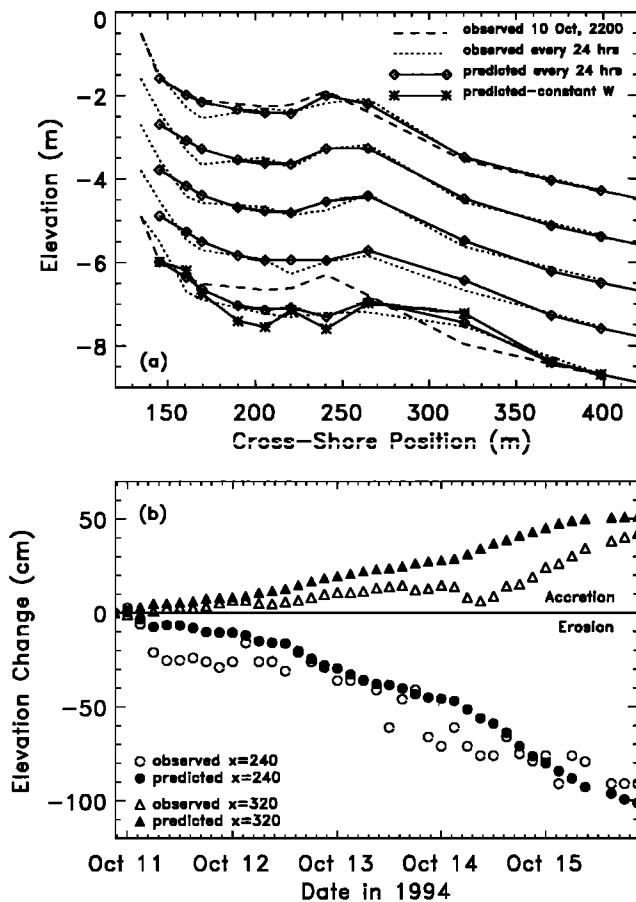 0
-2
-4
-6
-8
Elevation (m)
observed 10 Oct, 2200
observed every 24 hrs
predicted every 24 hrs
predicted-constant W
(a)
150
200
250
300
350
400
Cross-Shore Position (m)
50
0
-50
-100
Elevation Change (cm)
(b)
Accretion
Erosion
observed x=240
predicted x=240
observed x=320
predicted x=320
Oct 11
Oct 12
Oct 13
Oct 14
Oct 15
Date in 1994